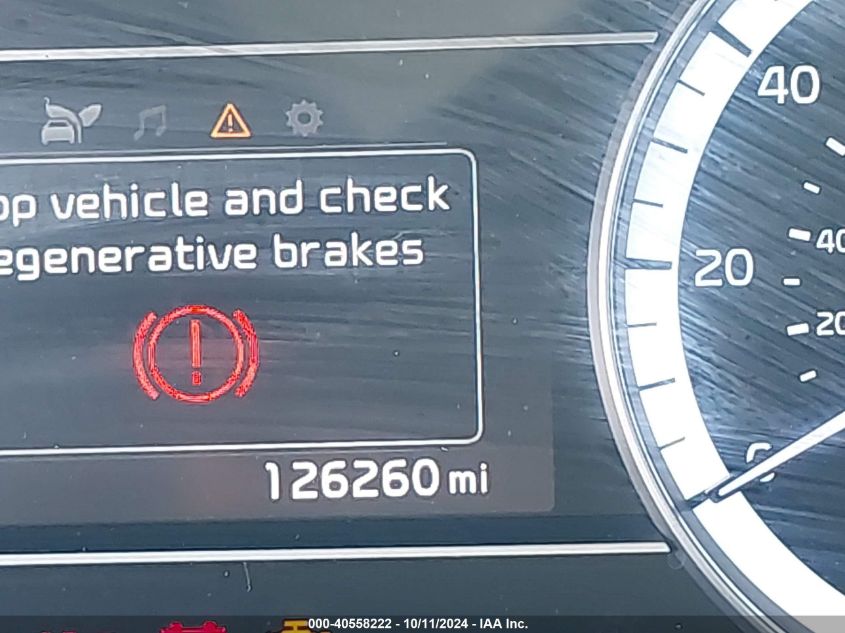 op vehicle and check
egenerative brakes
126260 mi
40
20
0
40
20
000-40558222 - 10/11/2024 - IAA Inc.